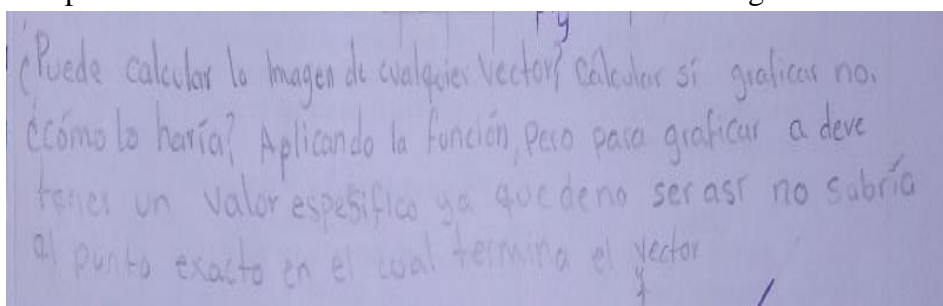 ¿Puede calcular la Imagen de cualquier Vector? Calcular sí graficar no.
¿cómo lo haría? Aplicando la función, pero para graficar a deve
tener un valor espesifico ya que deno ser así no sabría
al punto exacto en el cual termina el vector